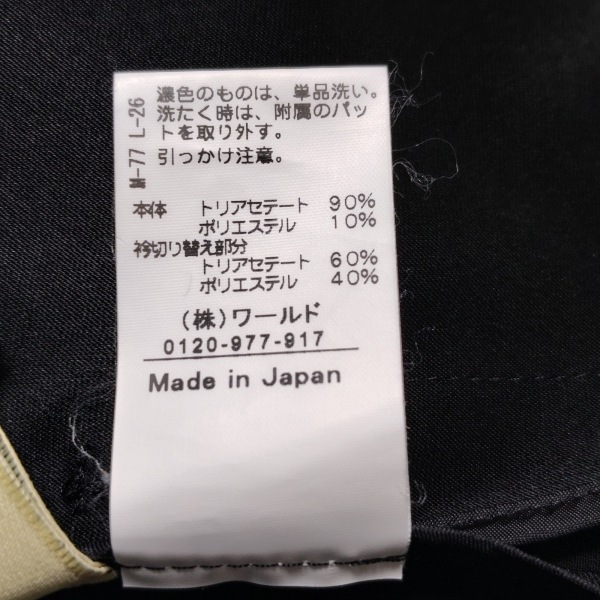 濃色のものは、単品洗い。
洗たく時は、附属のパッ
トを取り外す。
引っかけ注意。
M-77 L-26
本体 トリアセテート 90%
ポリエステル 10%
衿切り替え部分
トリアセテート 60%
ポリエステル 40%
(株)ワールド
0120-977-917
Made in Japan